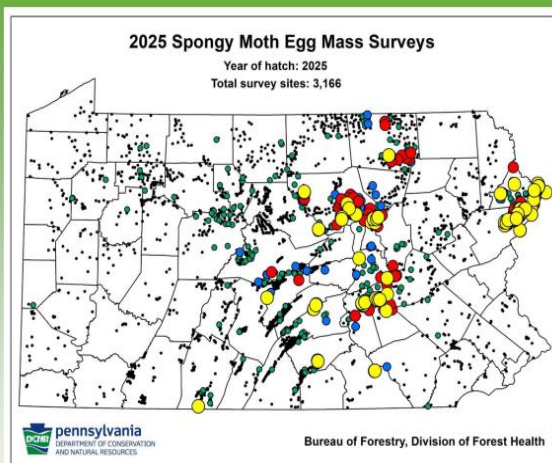 2025 Spongy Moth Egg Mass Surveys
Year of hatch: 2025
Total survey sites: 3,166
DCNR
pennsylvania
DEPARTMENT OF CONSERVATION
AND NATURAL RESOURCES
Bureau of Forestry, Division of Forest Health